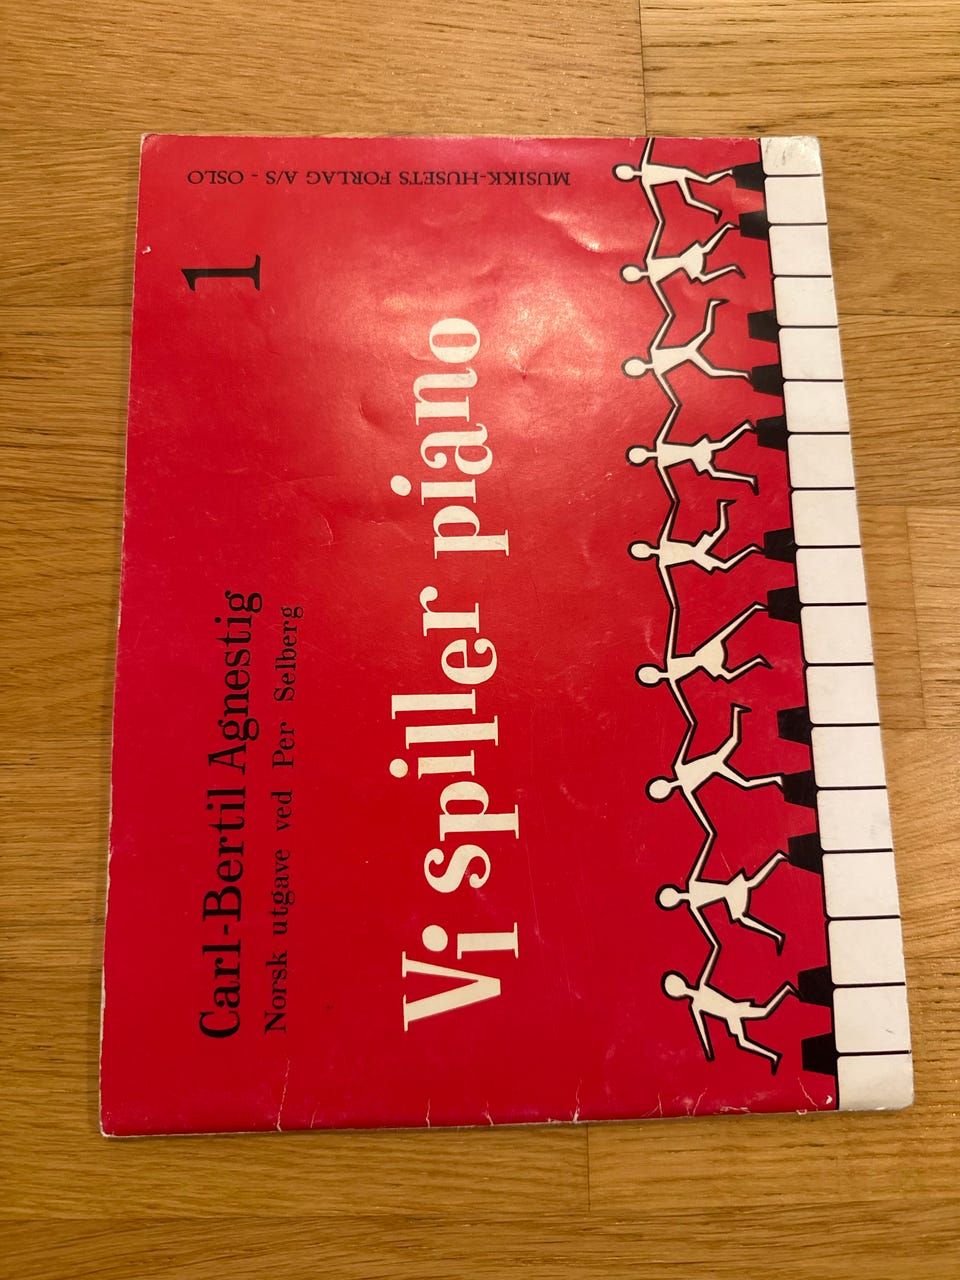 Carl-Bertil Agnestig
Norsk utgave ved Per Selberg
1
Vi spiller piano
MUSIKK-HUSETS FORLAG A/S - OSLO